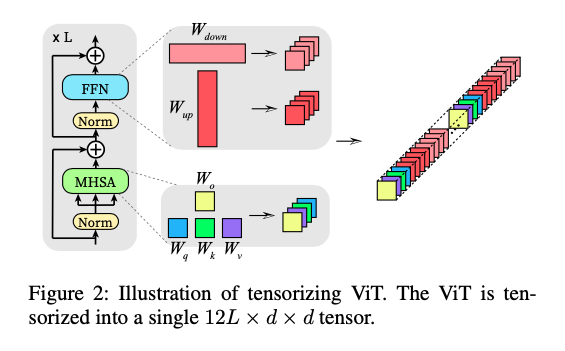 x L
FFN
Norm
MHSA
Norm
W_down
W_up
W_o
W_q W_k W_v
Figure 2: Illustration of tensorizing ViT. The ViT is ten-
sorized into a single 12L × d × d tensor.